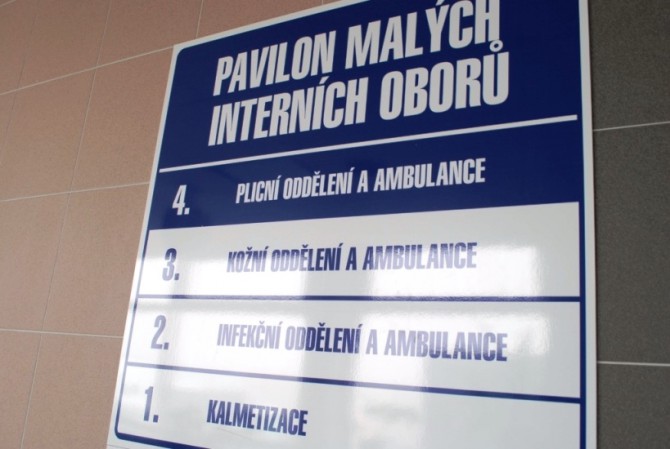 PAVILON MALÝCH
INTERNÍCH OBORŮ
4. PLICNÍ ODDĚLENÍ A AMBULANCE
3. KOŽNÍ ODDĚLENÍ A AMBULANCE
2. INFEKČNÍ ODDĚLENÍ A AMBULANCE
1. KALMETIZACE